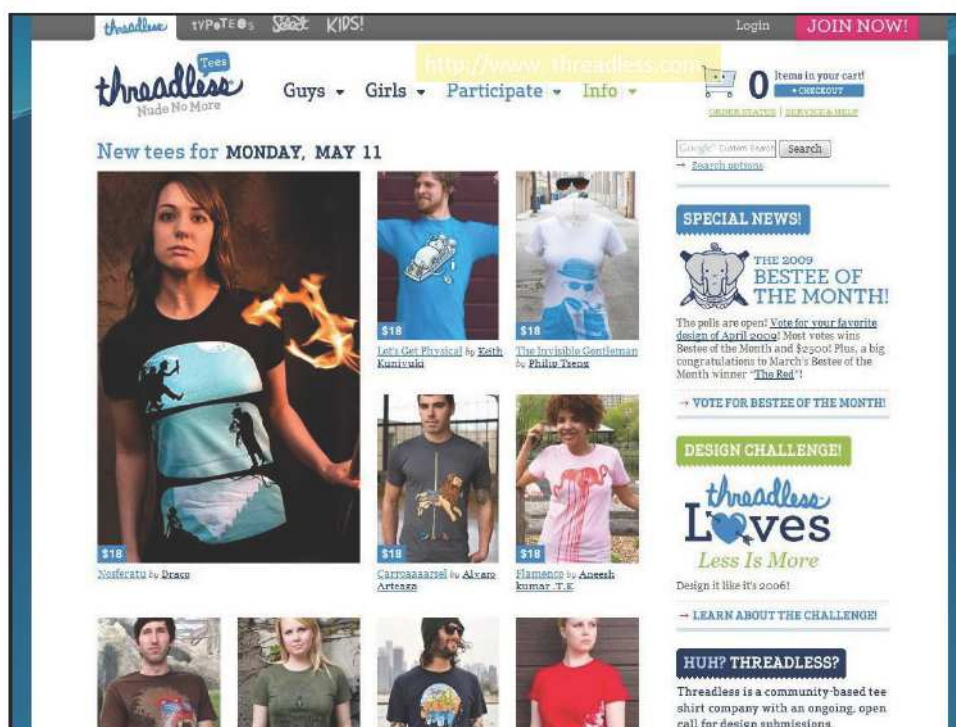 threadless TYPOTEES Select KIDS! Login JOIN NOW!
http://www. threadless.com
Tees
threadless
Nude No More
Guys Girls Participate Info
0 Items in your cart!
CHECKOUT
ORDER STATUS | SERVICE & HELP
New tees for MONDAY, MAY 11
Google™ Custom Search Search
→ Search options
SPECIAL NEWS!
THE 2009
BESTEE OF
THE MONTH!
The polls are open! Vote for your favorite
design of April 2009! Most votes wins
Bestee of the Month and $2500! Plus, a big
congratulations to March's Bestee of the
Month winner "The Red"!
→ VOTE FOR BESTEE OF THE MONTH!
$18
Let's Get Physical by Keith
Kunivuki
$18
The Invisible Gentleman
by Philip Tseng
DESIGN CHALLENGE!
threadless
Loves
Less Is More
Design it like it's 2006!
→ LEARN ABOUT THE CHALLENGE!
$18
Nosferatu by Draco
$18
Carroaaaarsel by Alvaro
Arteaga
$18
Flamenco by Aneesh
kumar .T.K
HUH? THREADLESS?
Threadless is a community-based tee
shirt company with an ongoing, open
call for design submissions.